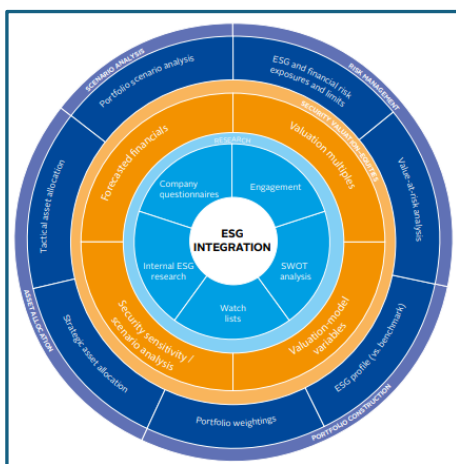 SCENARIO ANALYSIS
Portfolio scenario analysis
ESG and financial risk
exposures and limits
RISK MANAGEMENT
Forecasted financials
SECURITY VALUATION–EQUITIES
Valuation multiples
RESEARCH
Company
questionnaires
Engagement
Tactical asset allocation
Value-at-risk analysis
ESG
INTEGRATION
Internal ESG
research
SWOT
analysis
Watch
lists
ASSET ALLOCATION
Strategic asset allocation
Security sensitivity /
scenario analysis
Valuation-model
variables
ESG profile (vs. benchmark)
Portfolio weightings
PORTFOLIO CONSTRUCTION